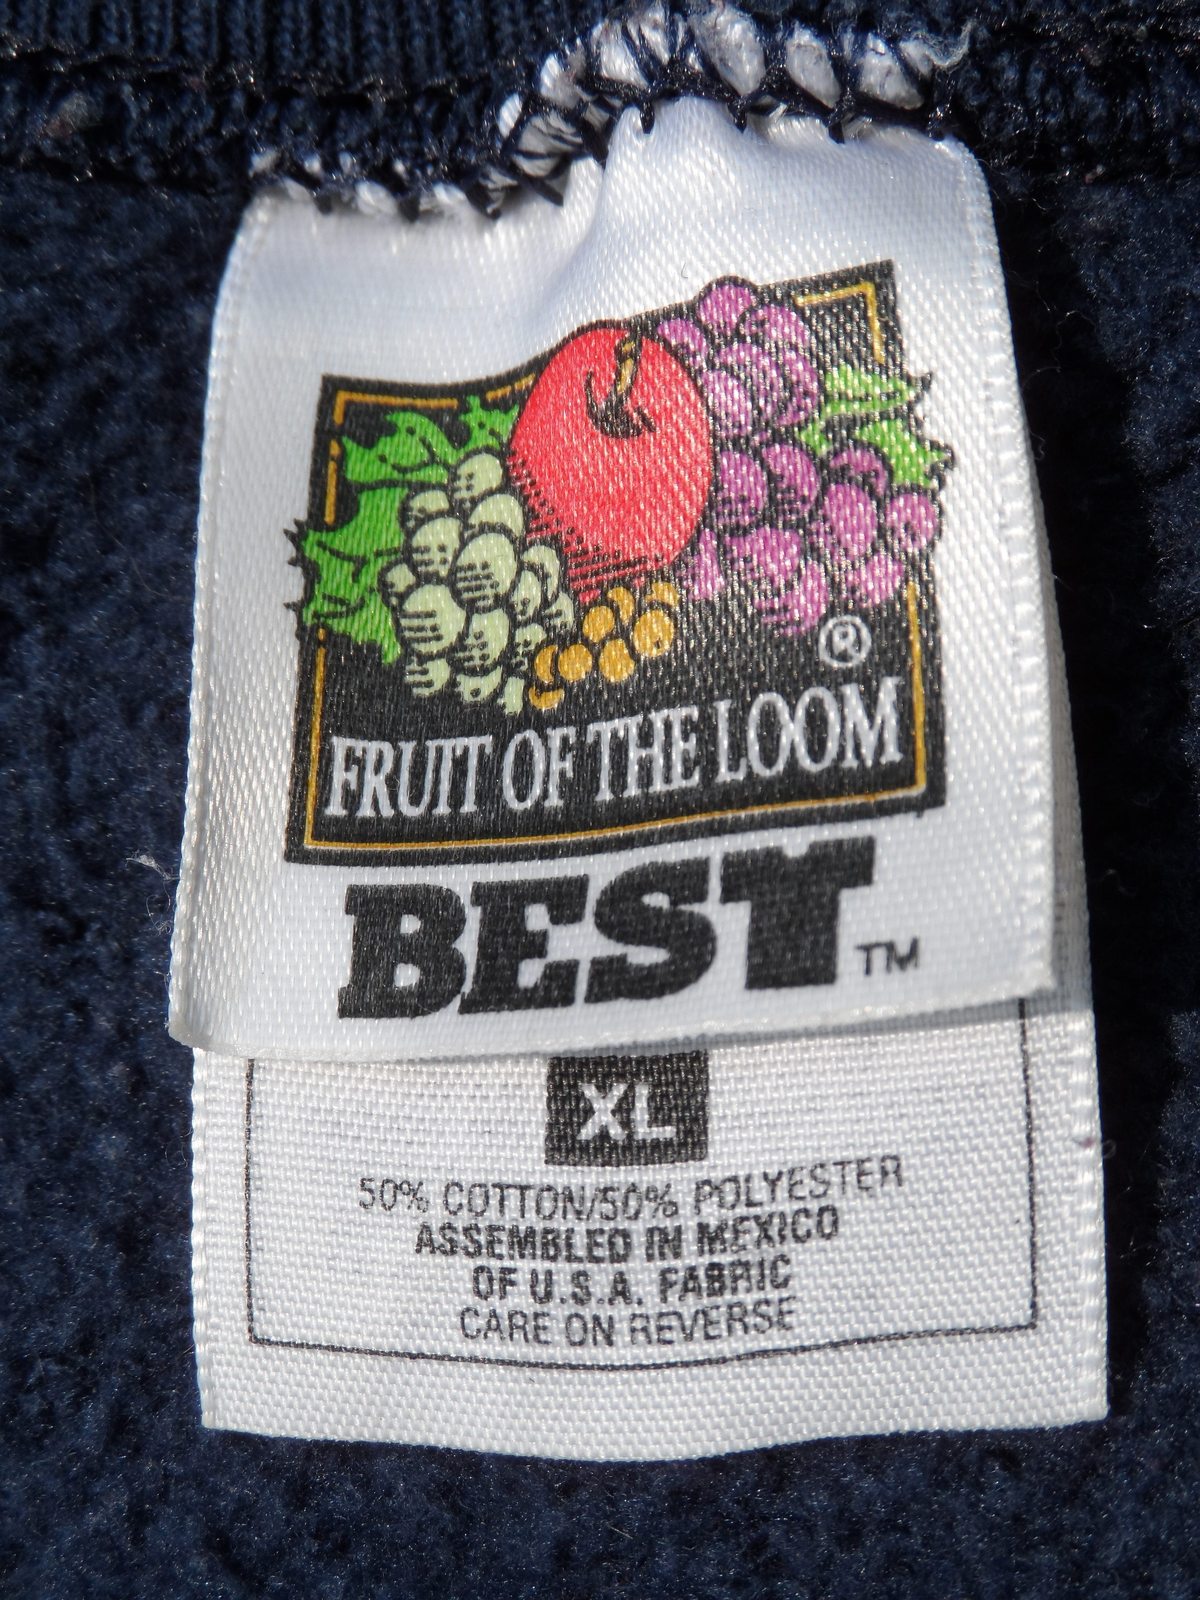 ®
FRUIT OF THE LOOM
BEST™
XL
50% COTTON/50% POLYESTER
ASSEMBLED IN MEXICO
OF U.S.A. FABRIC
CARE ON REVERSE